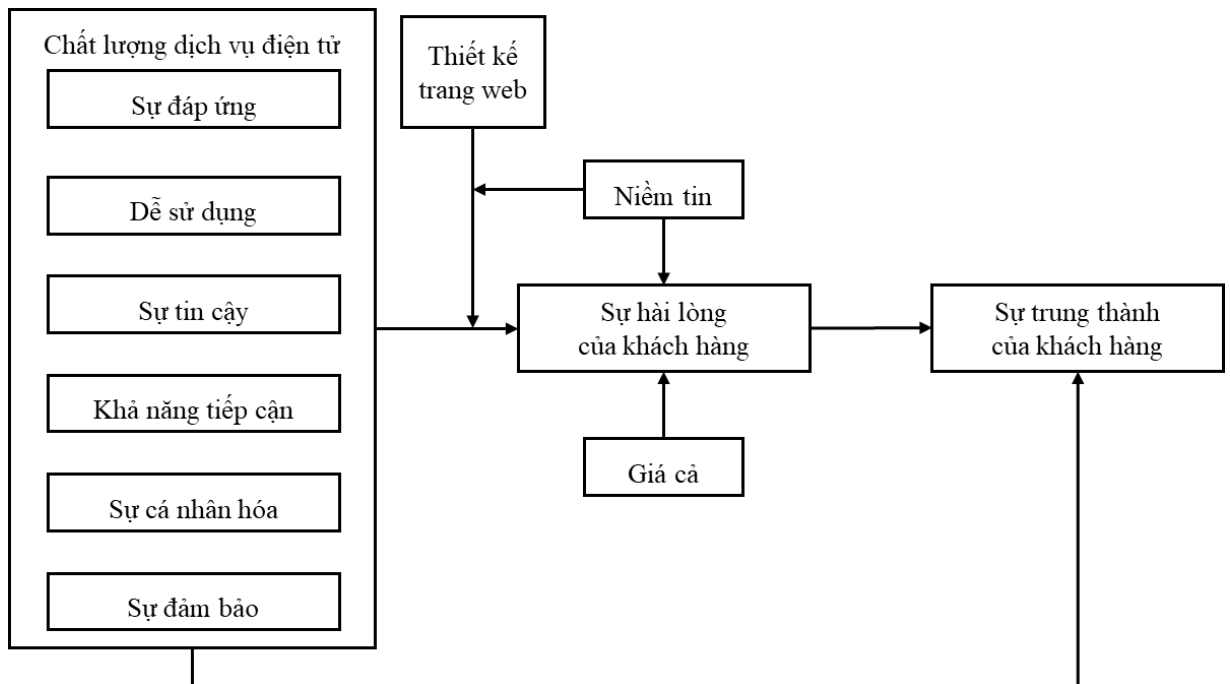 Chất lượng dịch vụ điện tử
Sự đáp ứng
Dễ sử dụng
Sự tin cậy
Khả năng tiếp cận
Sự cá nhân hóa
Sự đảm bảo
Thiết kế
trang web
Niềm tin
Sự hài lòng
của khách hàng
Giá cả
Sự trung thành
của khách hàng